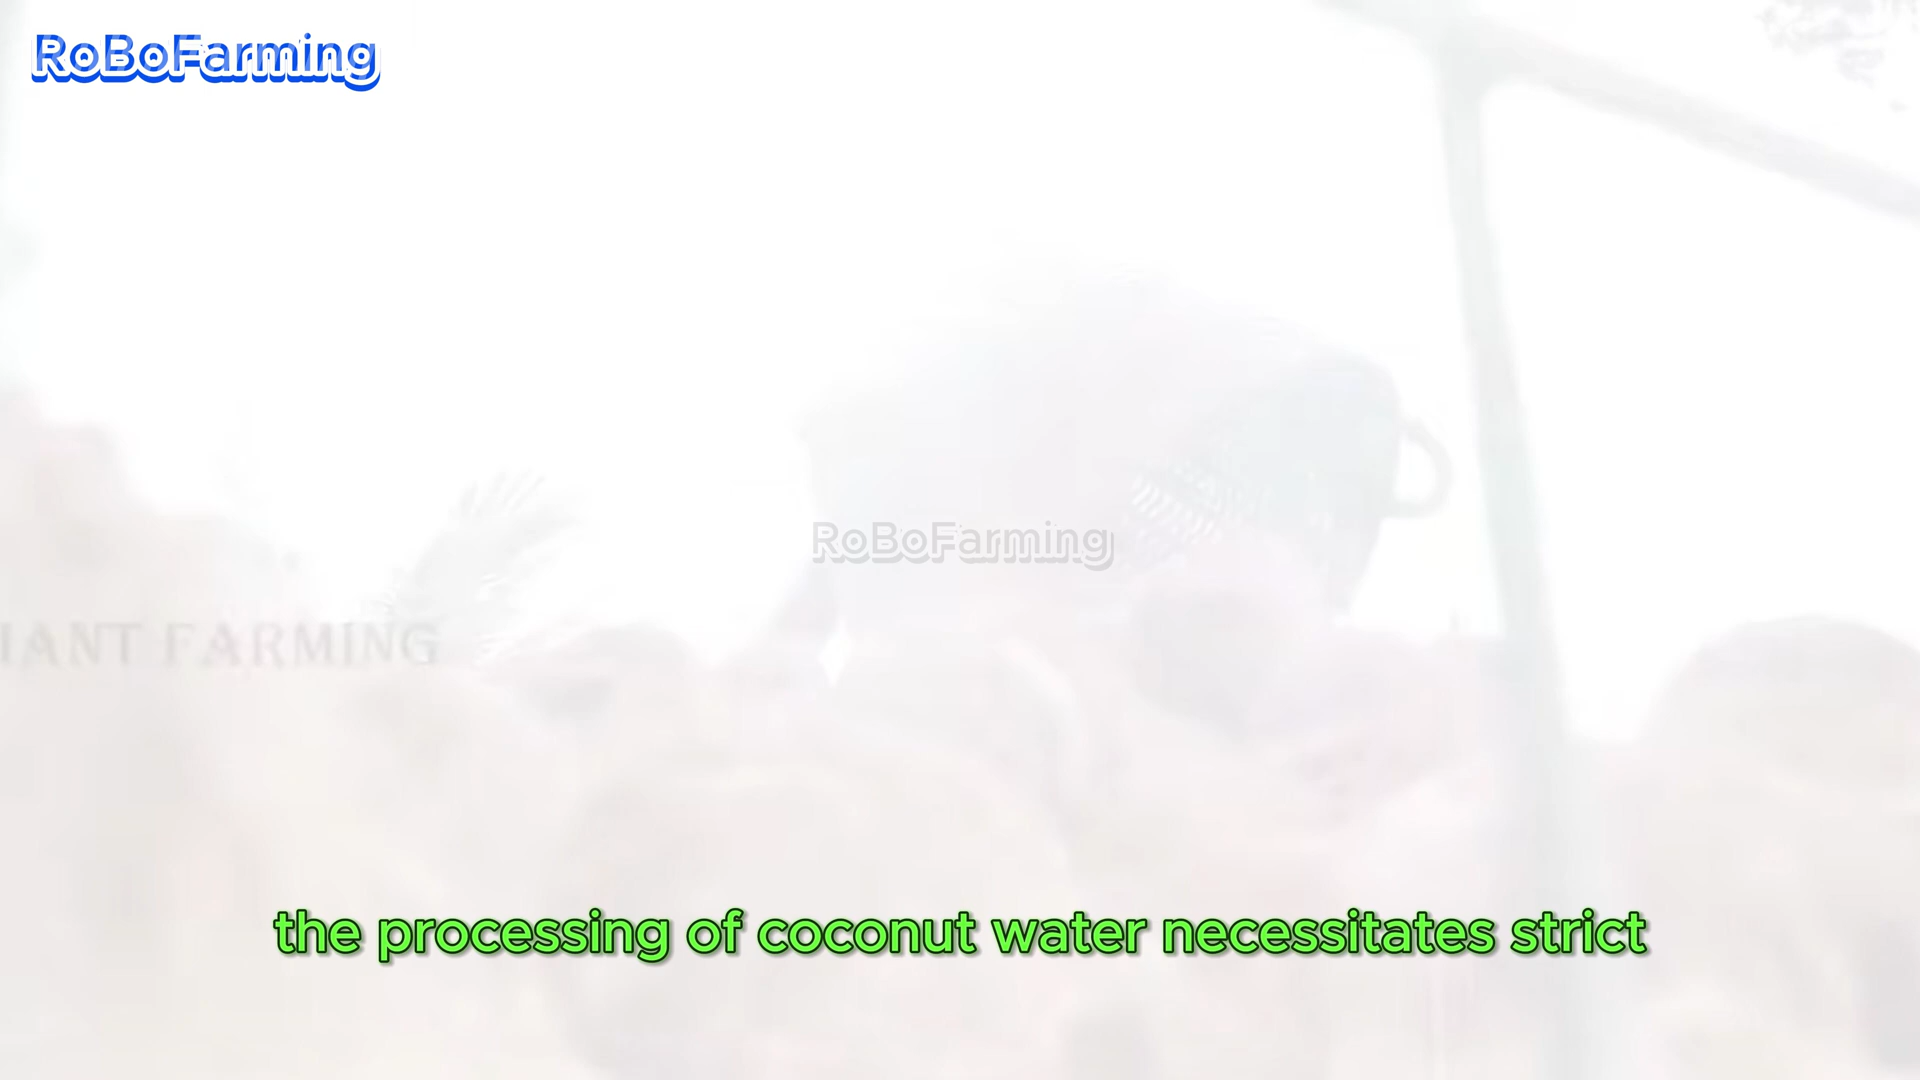 RoBoFarming
RoBoFarming
IANT FARMING
the processing of coconut water necessitates strict